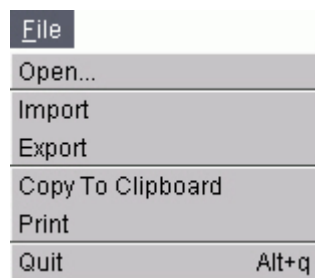 File
Open...
Import
Export
Copy To Clipboard
Print
Quit Alt+q